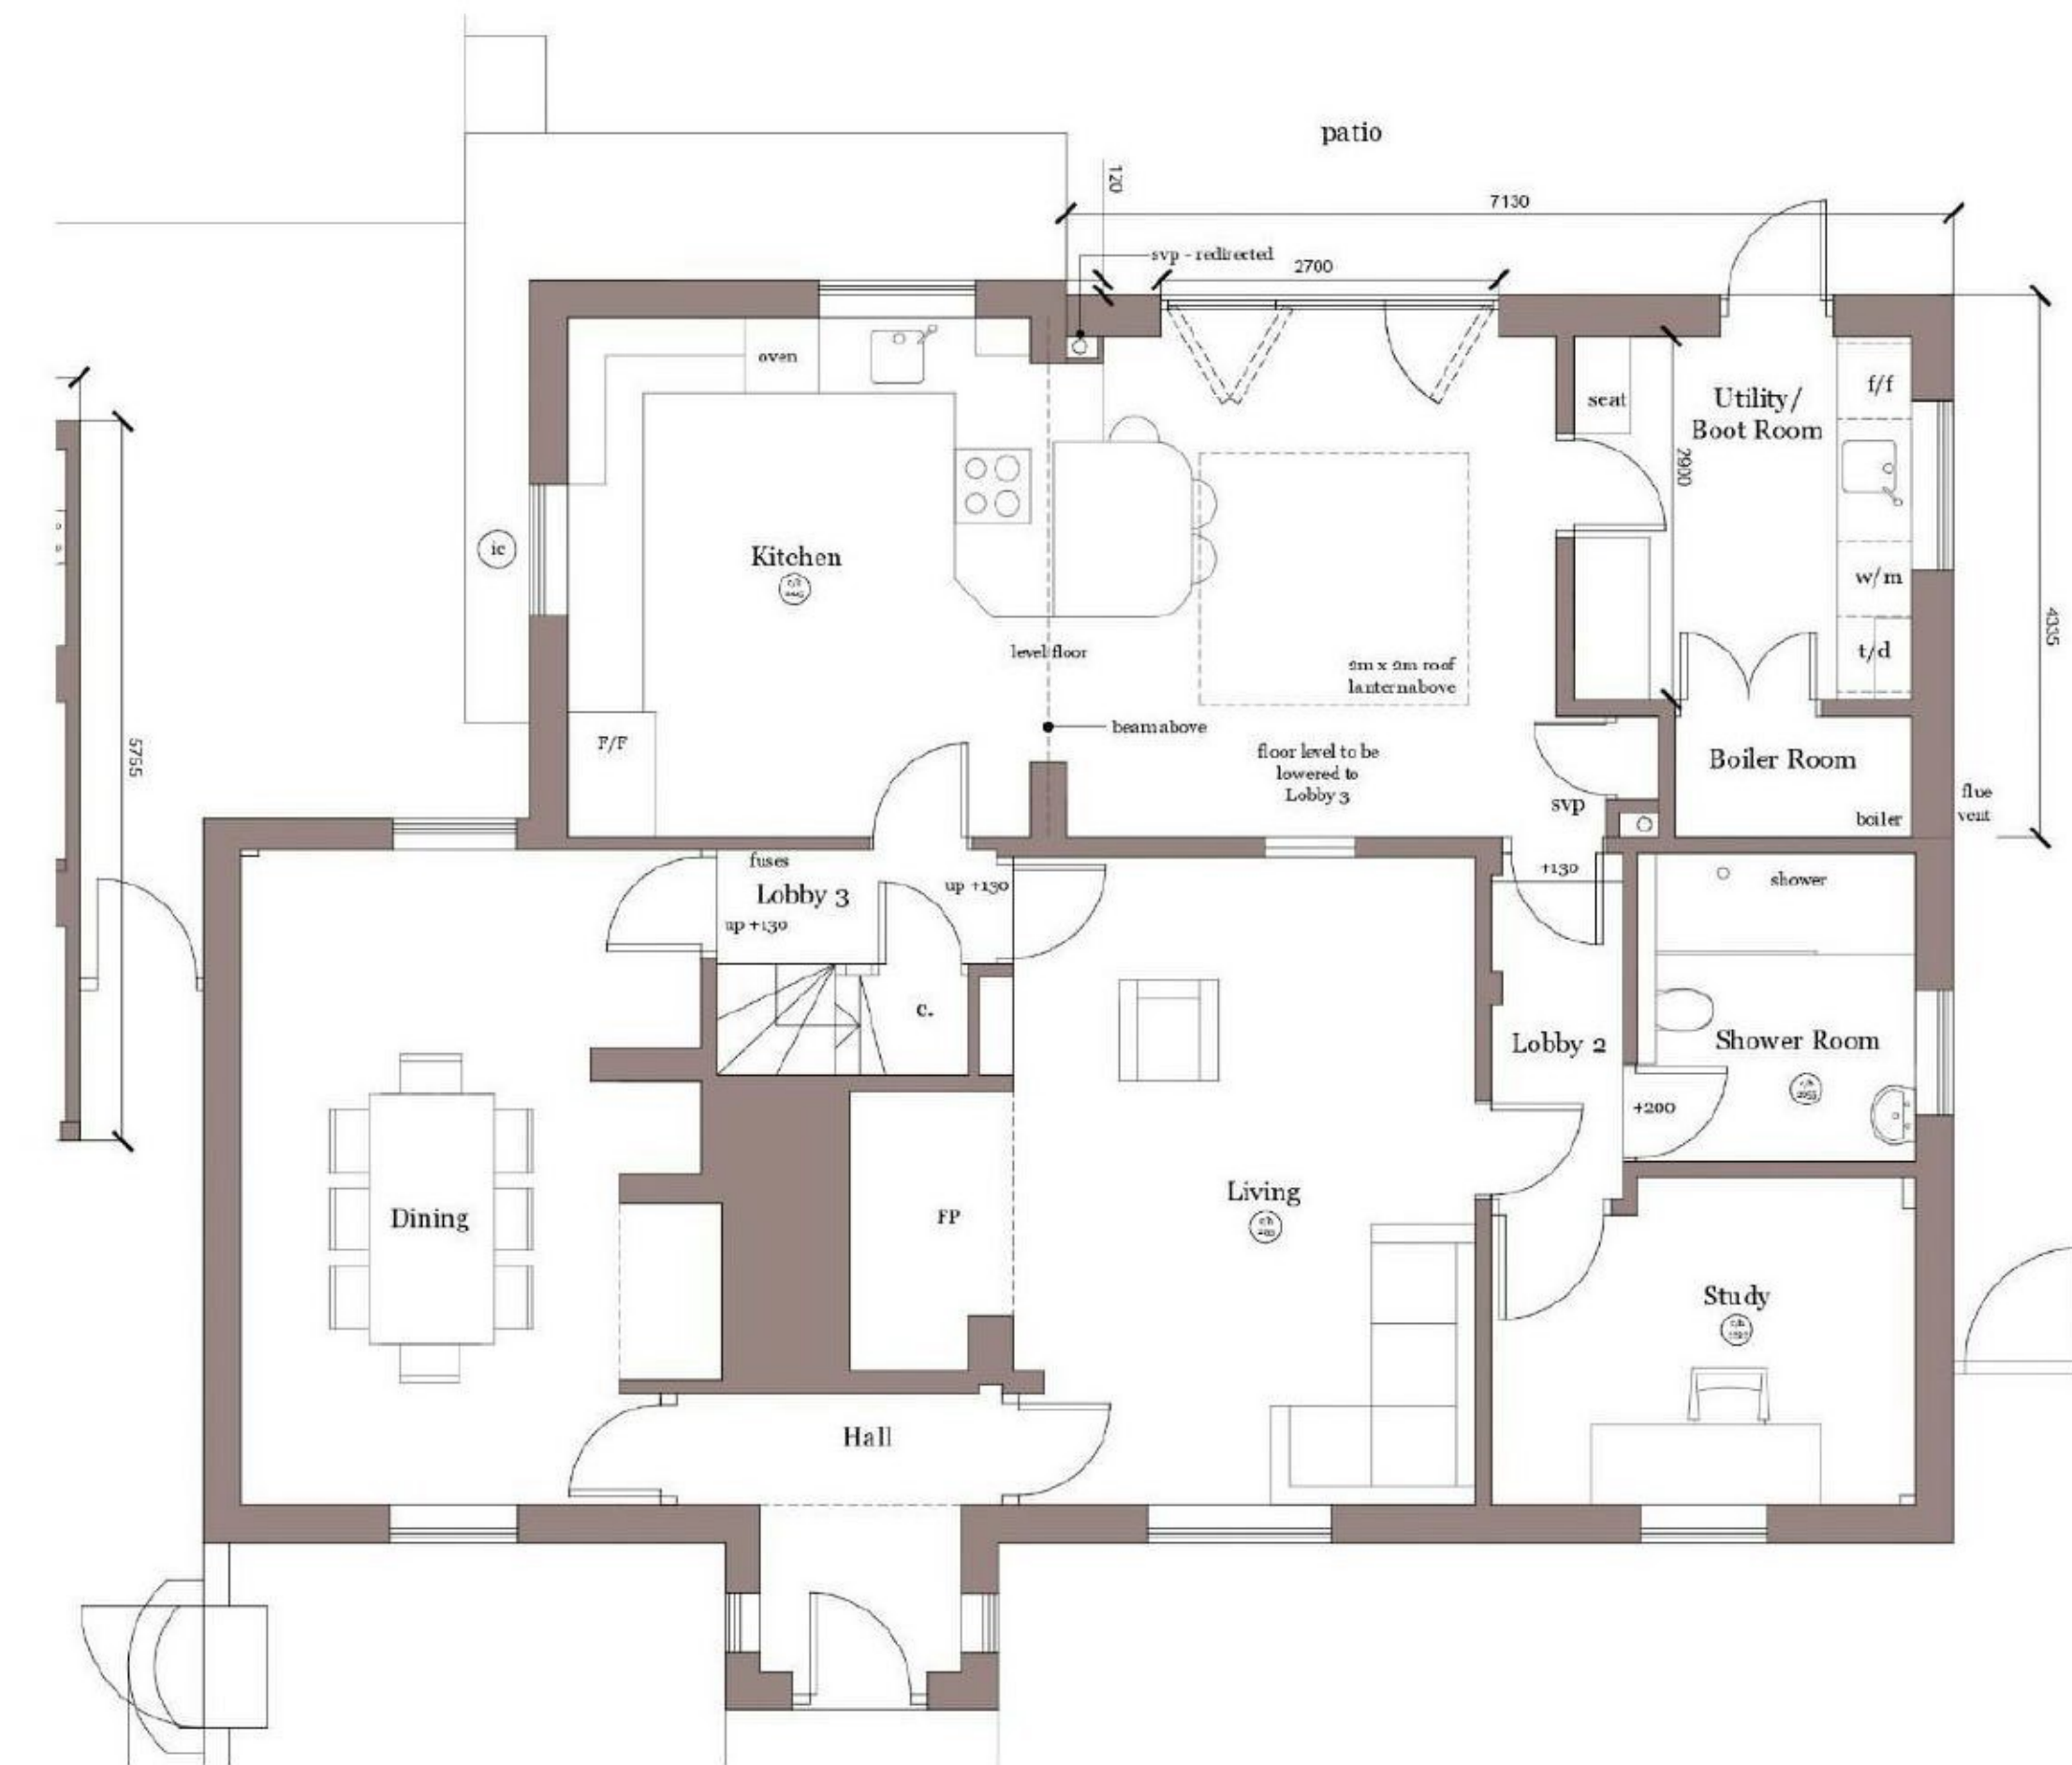 patio
120
7130
svp - redirected
2700
oven
seat
Utility/
Boot Room
f/f
2900
ic
Kitchen
w/m
4335
level floor
t/d
2m x 2m roof
lantern above
5755
F/F
beam above
floor level to be
lowered to
Lobby 3
Boiler Room
svp
flue
vent
boiler
fuses
Lobby 3
up +130
up +130
+130
shower
c.
Lobby 2
Shower Room
+200
Dining
FP
Living
c/h
Study
Hall